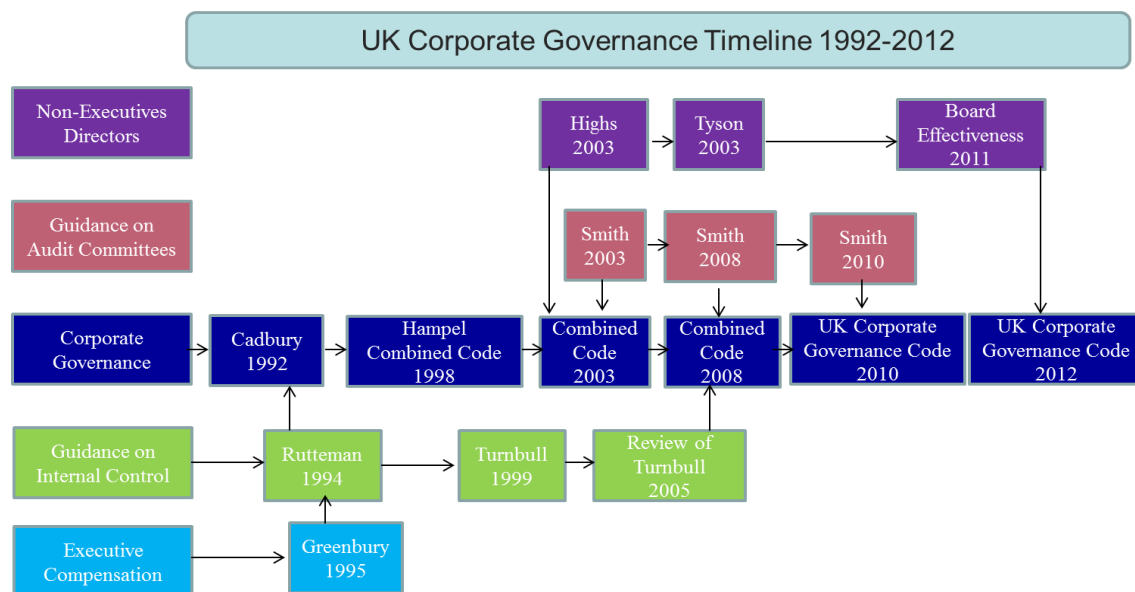 UK Corporate Governance Timeline 1992-2012
Non-Executives
Directors
Highs
2003
Tyson
2003
Board
Effectiveness
2011
Guidance on
Audit Committees
Smith
2003
Smith
2008
Smith
2010
Corporate
Governance
Cadbury
1992
Hampel
Combined Code
1998
Combined
Code
2003
Combined
Code
2008
UK Corporate
Governance Code
2010
UK Corporate
Governance Code
2012
Guidance on
Internal Control
Rutteman
1994
Turnbull
1999
Review of
Turnbull
2005
Executive
Compensation
Greenbury
1995